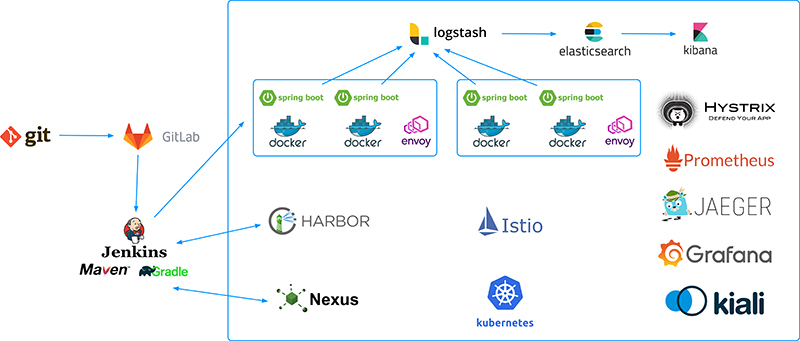 logstash
elasticsearch
kibana
spring boot
spring boot
spring boot
spring boot
docker
docker
envoy
docker
docker
envoy
HYSTRIX
DEFEND YOUR APP
git
GitLab
Prometheus
JAEGER
HARBOR
Istio
Jenkins
Maven
Gradle
Grafana
Nexus
kubernetes
kiali